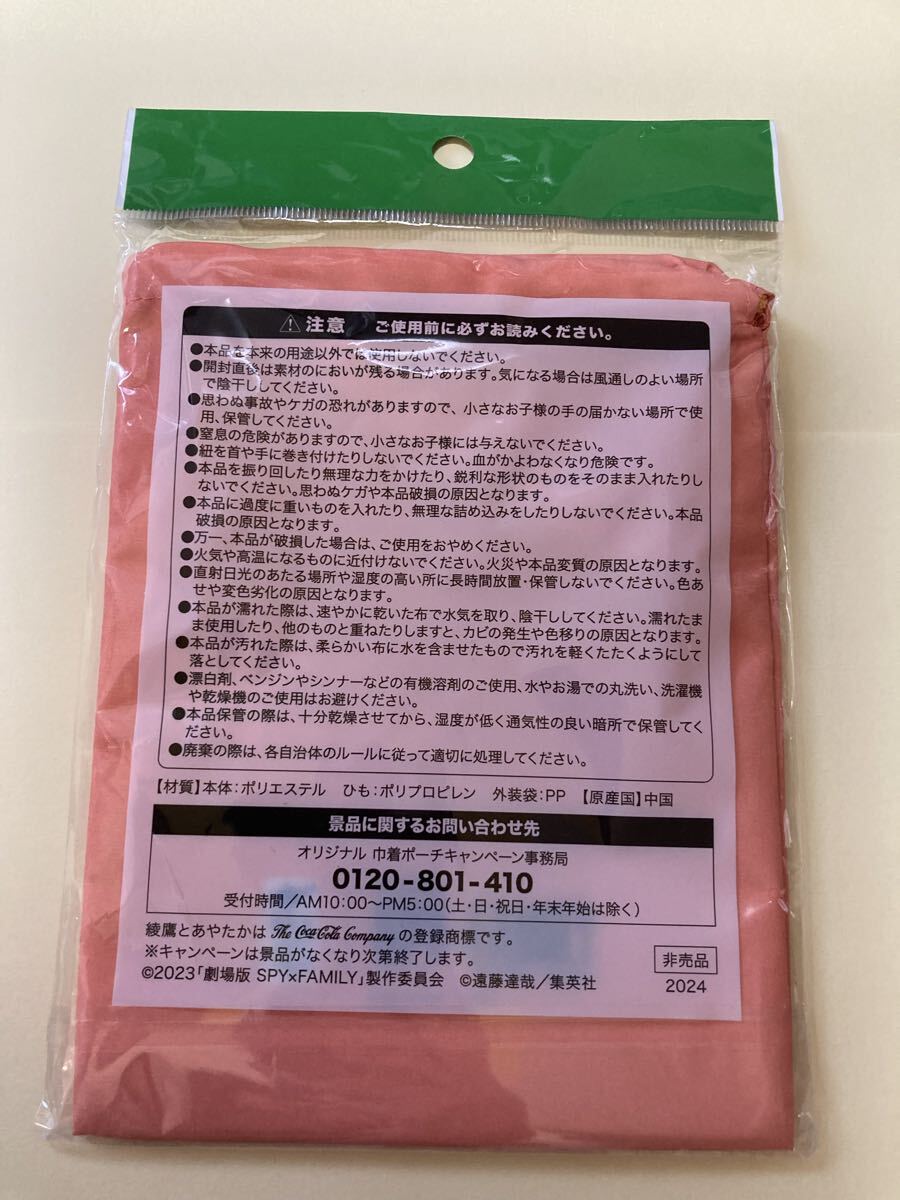 ⚠ 注意 ご使用前に必ずお読みください。
●本品を本来の用途以外では使用しないでください。
●開封直後は素材のにおいが残る場合があります。気になる場合は風通しのよい場所
で陰干ししてください。
●思わぬ事故やケガの恐れがありますので、小さなお子様の手の届かない場所で使
用、保管してください。
●窒息の危険がありますので、小さなお子様には与えないでください。
●紐を首や手に巻き付けたりしないでください。血がかよわなくなり危険です。
●本品を振り回したり無理な力をかけたり、鋭利な形状のものをそのまま入れたりし
ないでください。思わぬケガや本品破損の原因となります。
●本品に過度に重いものを入れたり、無理な詰め込みをしたりしないでください。本品
破損の原因となります。
●万一、本品が破損した場合は、ご使用をおやめください。
●火気や高温になるものに近付けないでください。火災や本品変質の原因となります。
●直射日光のあたる場所や湿度の高い所に長時間放置・保管しないでください。色あ
せや変色劣化の原因となります。
●本品が濡れた際は、速やかに乾いた布で水気を取り、陰干ししてください。濡れたま
ま使用したり、他のものと重ねたりしますと、カビの発生や色移りの原因となります。
●本品が汚れた際は、柔らかい布に水を含ませたもので汚れを軽くたたくようにして
落としてください。
●漂白剤、ベンジンやシンナーなどの有機溶剤のご使用、水やお湯での丸洗い、洗濯機
や乾燥機のご使用はお避けください。
●本品保管の際は、十分乾燥させてから、湿度が低く通気性の良い暗所で保管してく
ださい。
●廃棄の際は、各自治体のルールに従って適切に処理してください。
【材質】本体：ポリエステル ひも：ポリプロピレン 外装袋：PP 【原産国】中国
景品に関するお問い合わせ先
オリジナル 巾着ポーチキャンペーン事務局
0120-801-410
受付時間／AM10：00〜PM5：00（土・日・祝日・年末年始は除く）
綾鷹とあやたかは The Coca-Cola Company の登録商標です。
※キャンペーンは景品がなくなり次第終了します。
©2023「劇場版 SPY×FAMILY」製作委員会 ©遠藤達哉／集英社
非売品
2024